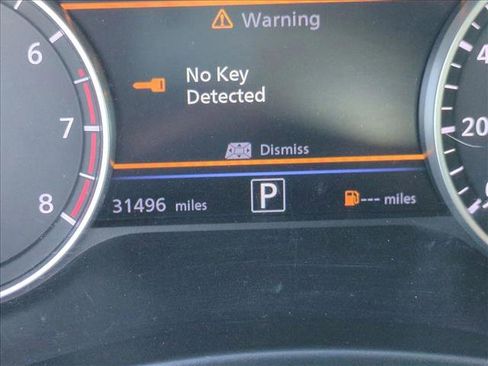 Warning
No Key
Detected
Dismiss
6
7
8
31496 miles
P
--- miles
20